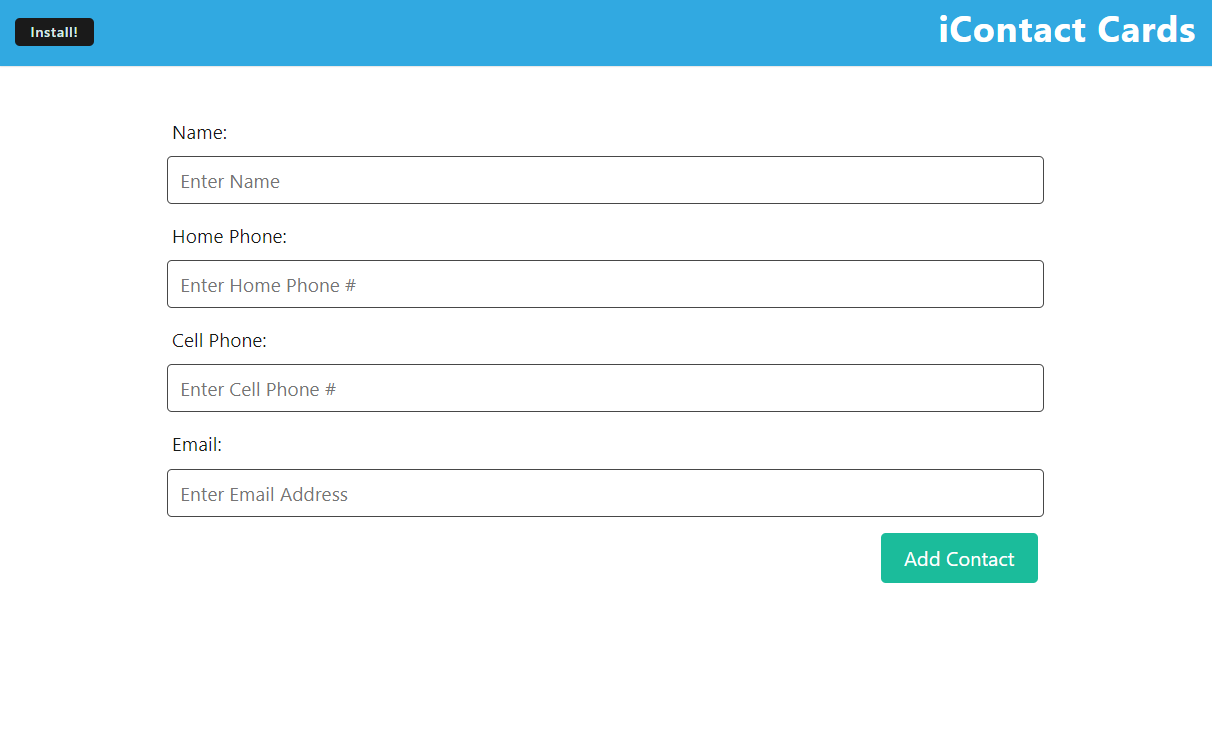 Install!
iContact Cards
Name:
Enter Name
Home Phone:
Enter Home Phone #
Cell Phone:
Enter Cell Phone #
Email:
Enter Email Address
Add Contact